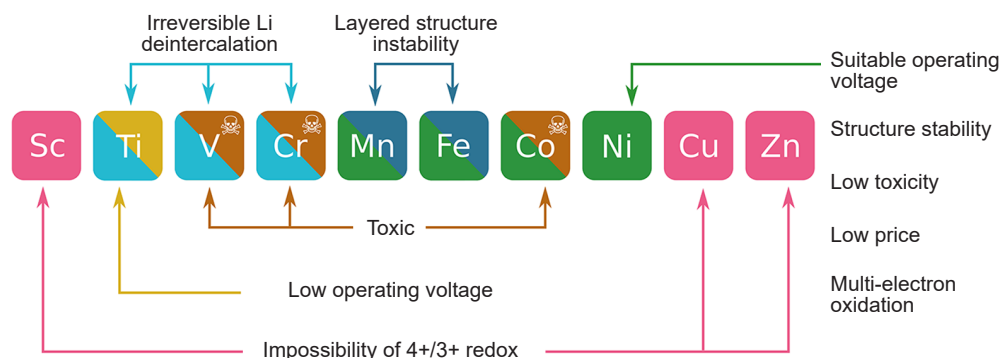 Irreversible Li
deintercalation
Layered structure
instability
Suitable operating
voltage
Sc
Ti
V
Cr
Mn
Fe
Co
Ni
Cu
Zn
Structure stability
Low toxicity
Toxic
Low price
Low operating voltage
Multi-electron
oxidation
Impossibility of 4+/3+ redox